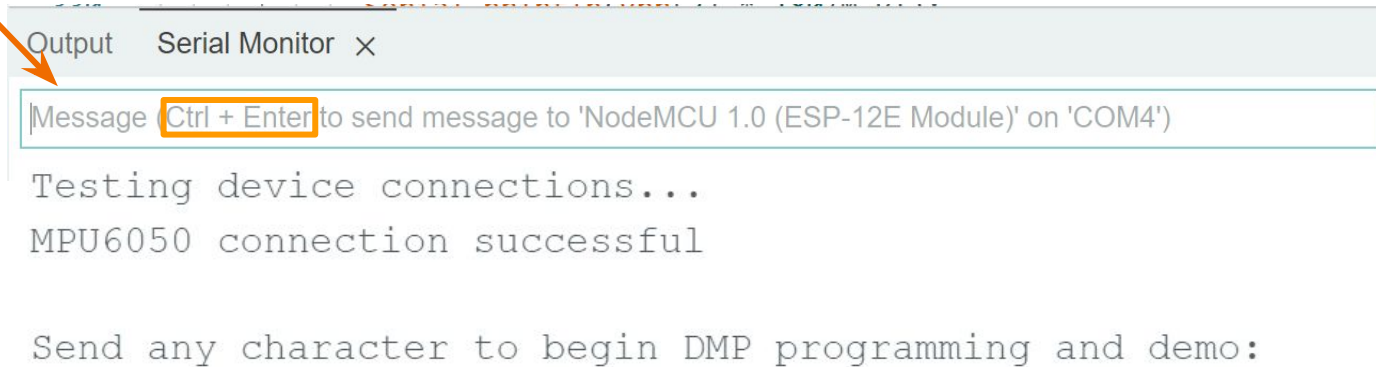 Output Serial Monitor ×
Message (Ctrl + Enter to send message to 'NodeMCU 1.0 (ESP-12E Module)' on 'COM4')
Testing device connections...
MPU6050 connection successful
Send any character to begin DMP programming and demo: